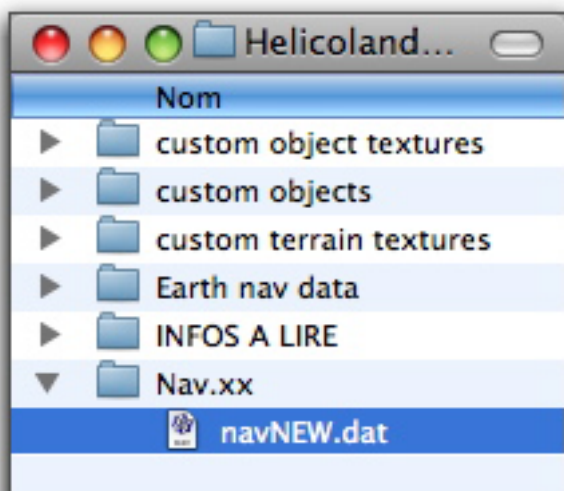 Helicoland...
Nom
custom object textures
custom objects
custom terrain textures
Earth nav data
INFOS A LIRE
Nav.xx
navNEW.dat